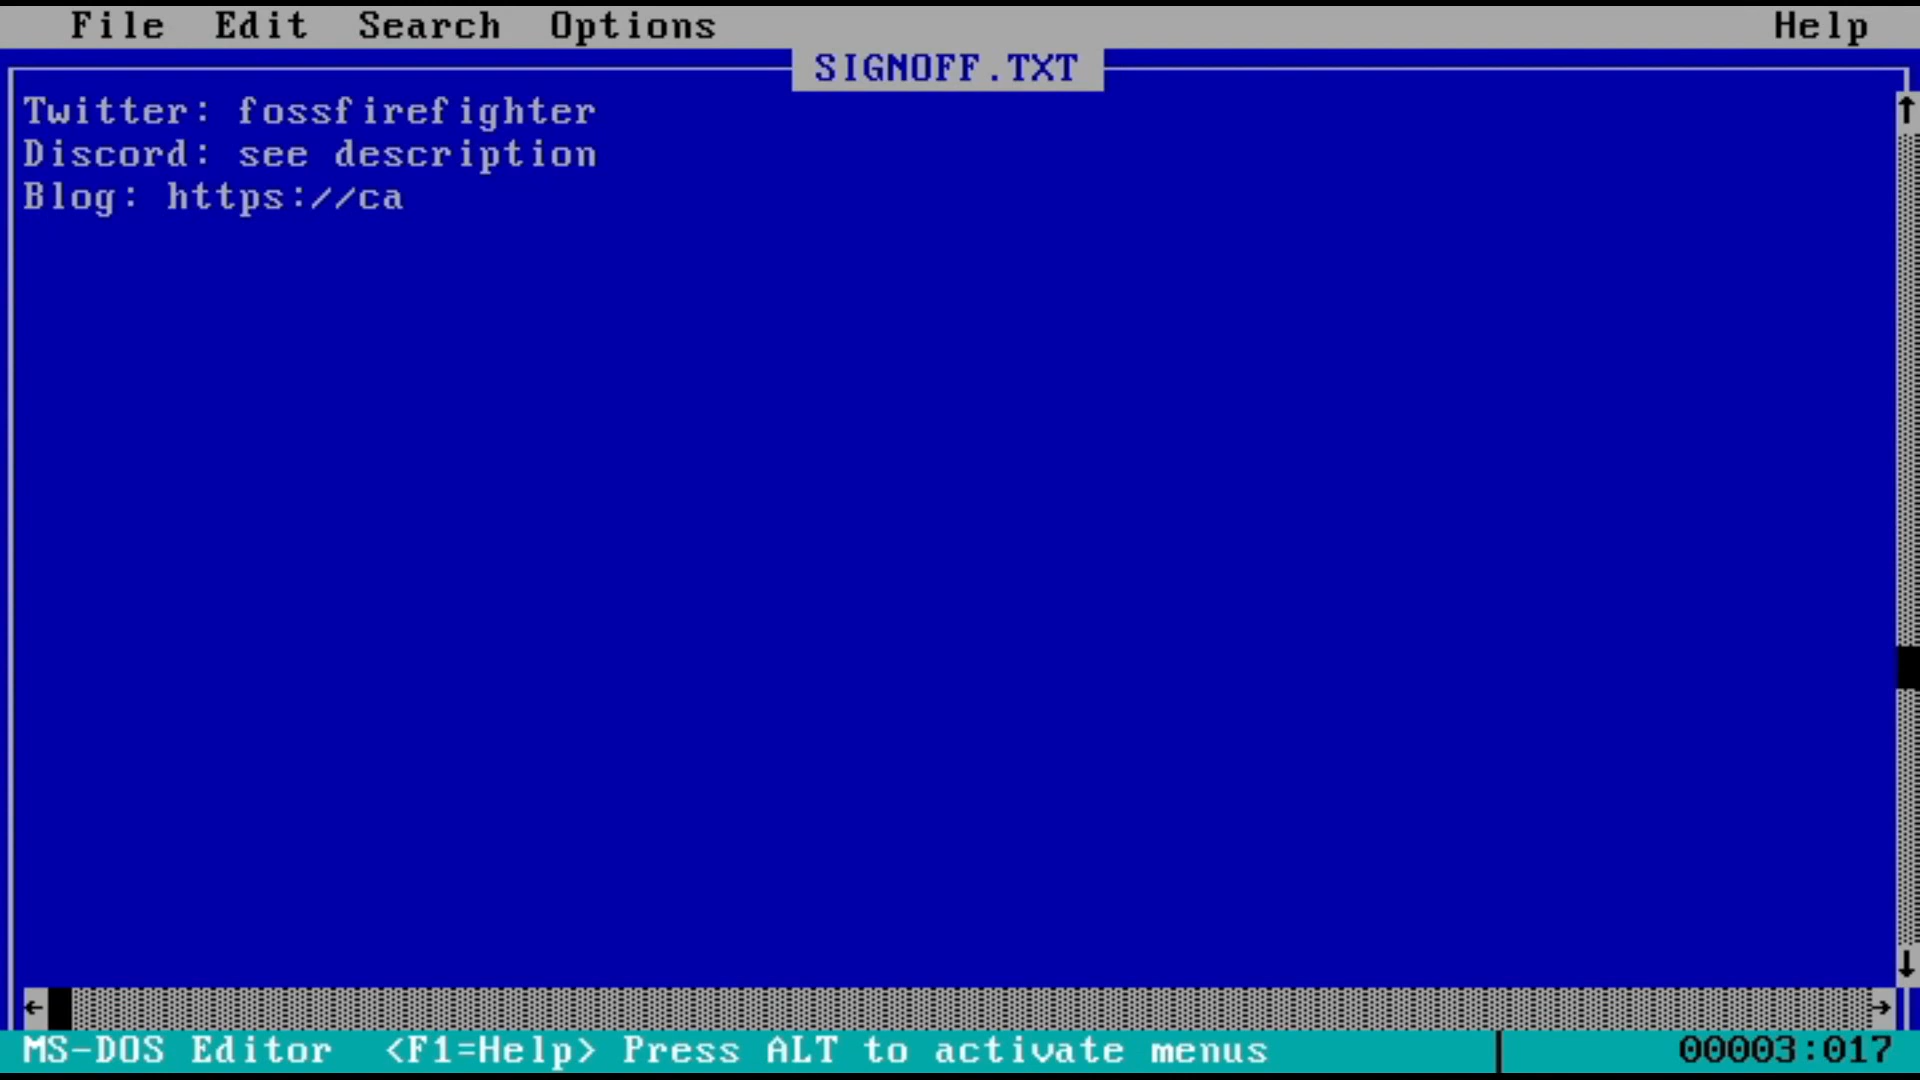 File Edit Search Options Help
SIGNOFF.TXT
Twitter: fossfirefighter
Discord: see description
Blog: https://ca
MS-DOS Editor <F1=Help> Press ALT to activate menus 00003:017